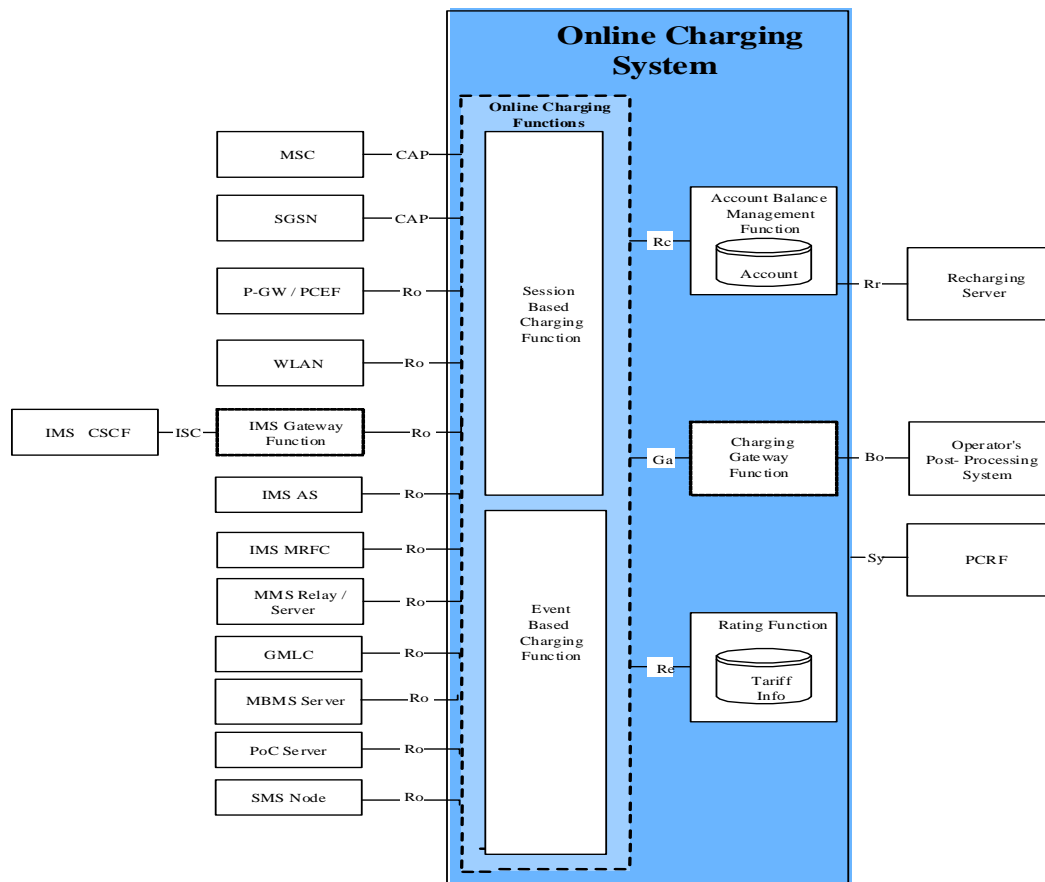 Online Charging
System
Online Charging
Functions
MSC
CAP
SGSN
CAP
P-GW / PCEF
Ro
WLAN
Ro
IMS CSCF
ISC
IMS Gateway
Function
Ro
IMS AS
Ro
IMS MRFC
Ro
MMS Relay /
Server
Ro
GMLC
Ro
MBMS Server
Ro
PoC Server
Ro
SMS Node
Ro
Session
Based
Charging
Function
Event
Based
Charging
Function
Rc
Account Balance
Management
Function
Account
Rr
Recharging
Server
Ga
Charging
Gateway
Function
Bo
Operator's
Post- Processing
System
Sy
PCRF
Re
Rating Function
Tariff
Info